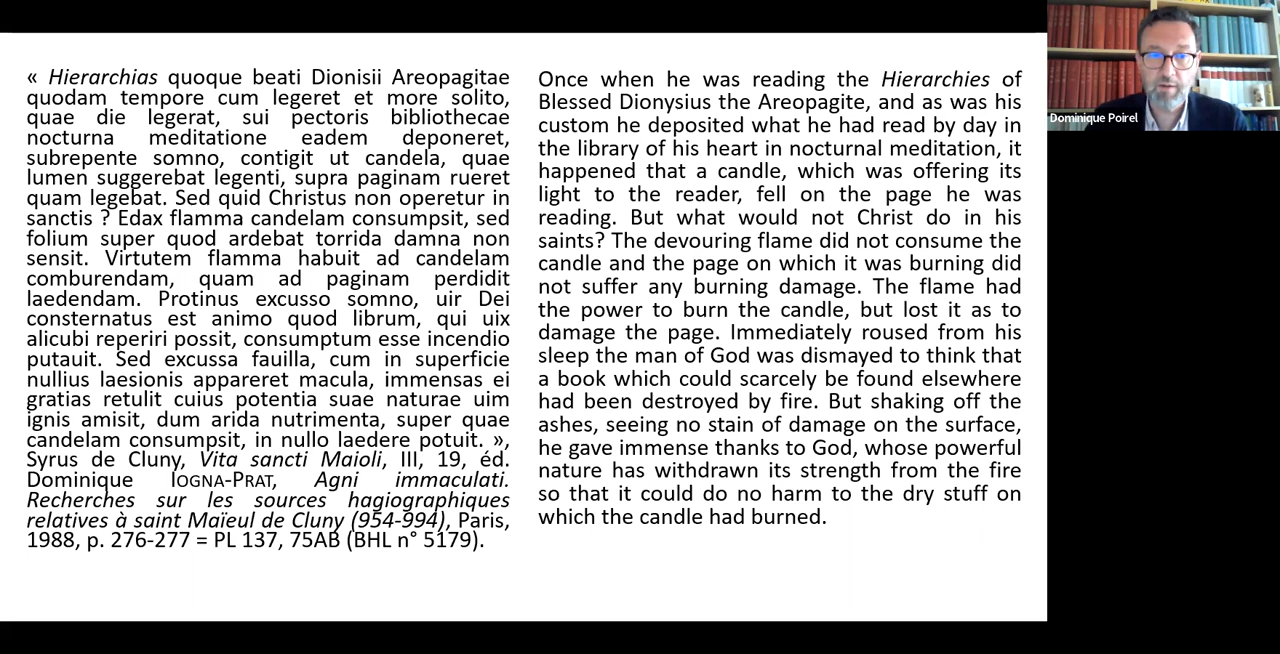 « Hierarchias quoque beati Dionisii Areopagitae
quodam tempore cum legeret et more solito,
quae die legerat, sui pectoris bibliothecae
nocturna meditatione eadem deponeret,
subrepente somno, contigit ut candela, quae
lumen suggerebat legenti, supra paginam rueret
quam legebat. Sed quid Christus non operetur in
sanctis ? Edax flamma candelam consumpsit, sed
folium super quod ardebat torrida damna non
sensit. Virtutem flamma habuit ad candelam
comburendam, quam ad paginam perdidit
laedendam. Protinus excusso somno, uir Dei
consternatus est animo quod librum, qui uix
alicubi reperiri possit, consumptum esse incendio
putauit. Sed excussa fauilla, cum in superficie
nullius laesionis appareret macula, immensas ei
gratias retulit cuius potentia suae naturae uim
ignis amisit, dum arida nutrimenta, super quae
candelam consumpsit, in nullo laedere potuit. »,
Syrus de Cluny, Vita sancti Maioli, III, 19, éd.
Dominique IOGNA-PRAT, Agni immaculati.
Recherches sur les sources hagiographiques
relatives à saint Maïeul de Cluny (954-994), Paris,
1988, p. 276-277 = PL 137, 75AB (BHL n° 5179).
Once when he was reading the Hierarchies of
Blessed Dionysius the Areopagite, and as was his
custom he deposited what he had read by day in
the library of his heart in nocturnal meditation, it
happened that a candle, which was offering its
light to the reader, fell on the page he was
reading. But what would not Christ do in his
saints? The devouring flame did not consume the
candle and the page on which it was burning did
not suffer any burning damage. The flame had
the power to burn the candle, but lost it as to
damage the page. Immediately roused from his
sleep the man of God was dismayed to think that
a book which could scarcely be found elsewhere
had been destroyed by fire. But shaking off the
ashes, seeing no stain of damage on the surface,
he gave immense thanks to God, whose powerful
nature has withdrawn its strength from the fire
so that it could do no harm to the dry stuff on
which the candle had burned.
Dominique Poirel